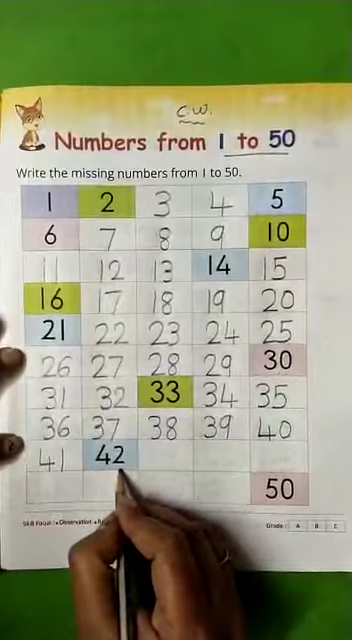 C.W.
Numbers from 1 to 50
Write the missing numbers from 1 to 50.
1 2 3 4 5
6 7 8 9 10
11 12 13 14 15
16 17 18 19 20
21 22 23 24 25
26 27 28 29 30
31 32 33 34 35
36 37 38 39 40
41 42
50
Skill Focus: • Observation Grade: A B C